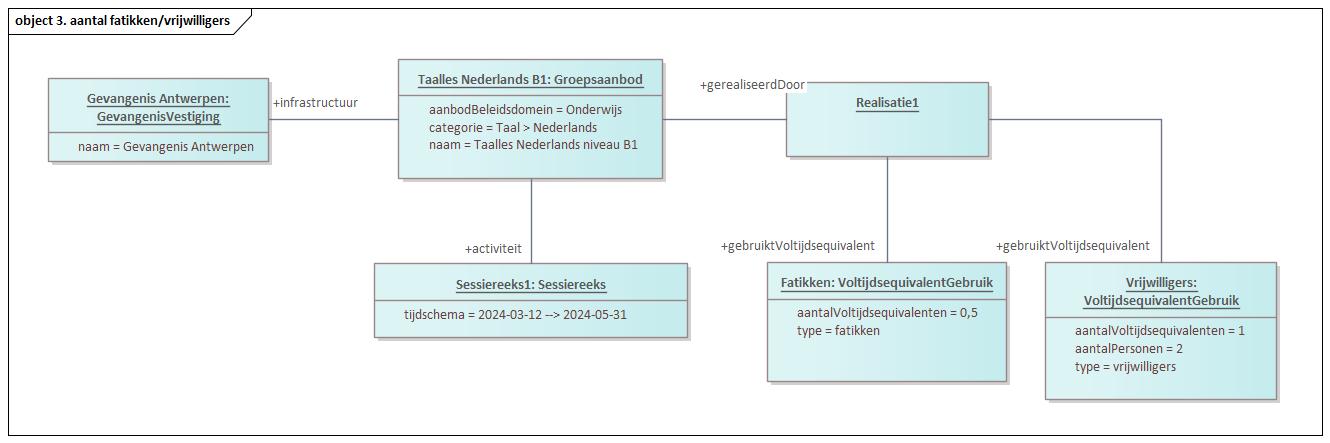 object 3. aantal fatikken/vrijwilligers
Gevangenis Antwerpen:
GevangenisVestiging
naam = Gevangenis Antwerpen
+infrastructuur
Taalles Nederlands B1: Groepsaanbod
aanbodBeleidsdomein = Onderwijs
categorie = Taal > Nederlands
naam = Taalles Nederlands niveau B1
+gerealiseerdDoor
Realisatie1
+activiteit
Sessiereeks1: Sessiereeks
tijdschema = 2024-03-12 --> 2024-05-31
+gebruiktVoltijdsequivalent
Fatikken: VoltijdsequivalentGebruik
aantalVoltijdsequivalenten = 0,5
type = fatikken
+gebruiktVoltijdsequivalent
Vrijwilligers:
VoltijdsequivalentGebruik
aantalVoltijdsequivalenten = 1
aantalPersonen = 2
type = vrijwilligers